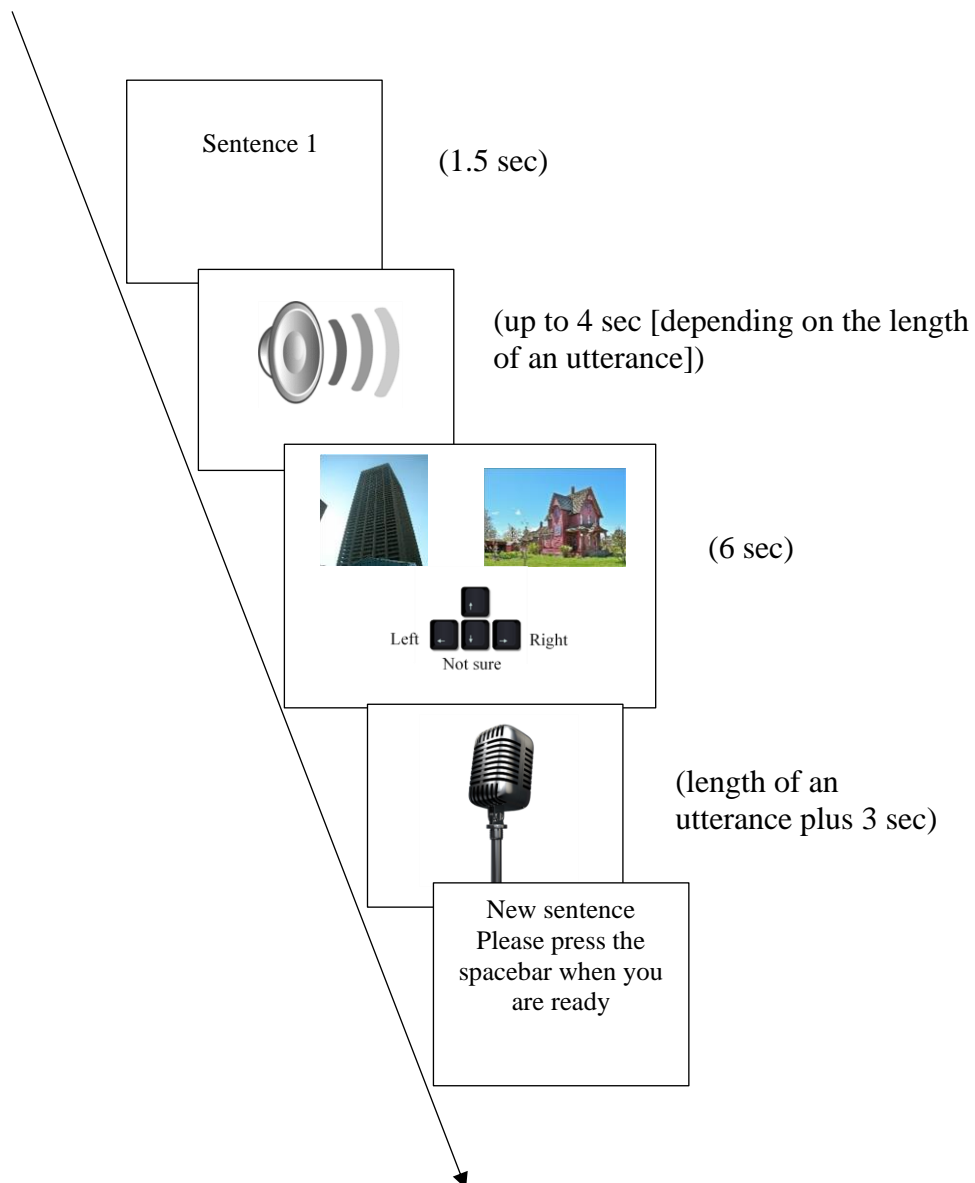 Sentence 1
(1.5 sec)
(up to 4 sec [depending on the length
of an utterance])
(6 sec)
Left
Right
Not sure
(length of an
utterance plus 3 sec)
New sentence
Please press the
spacebar when you
are ready